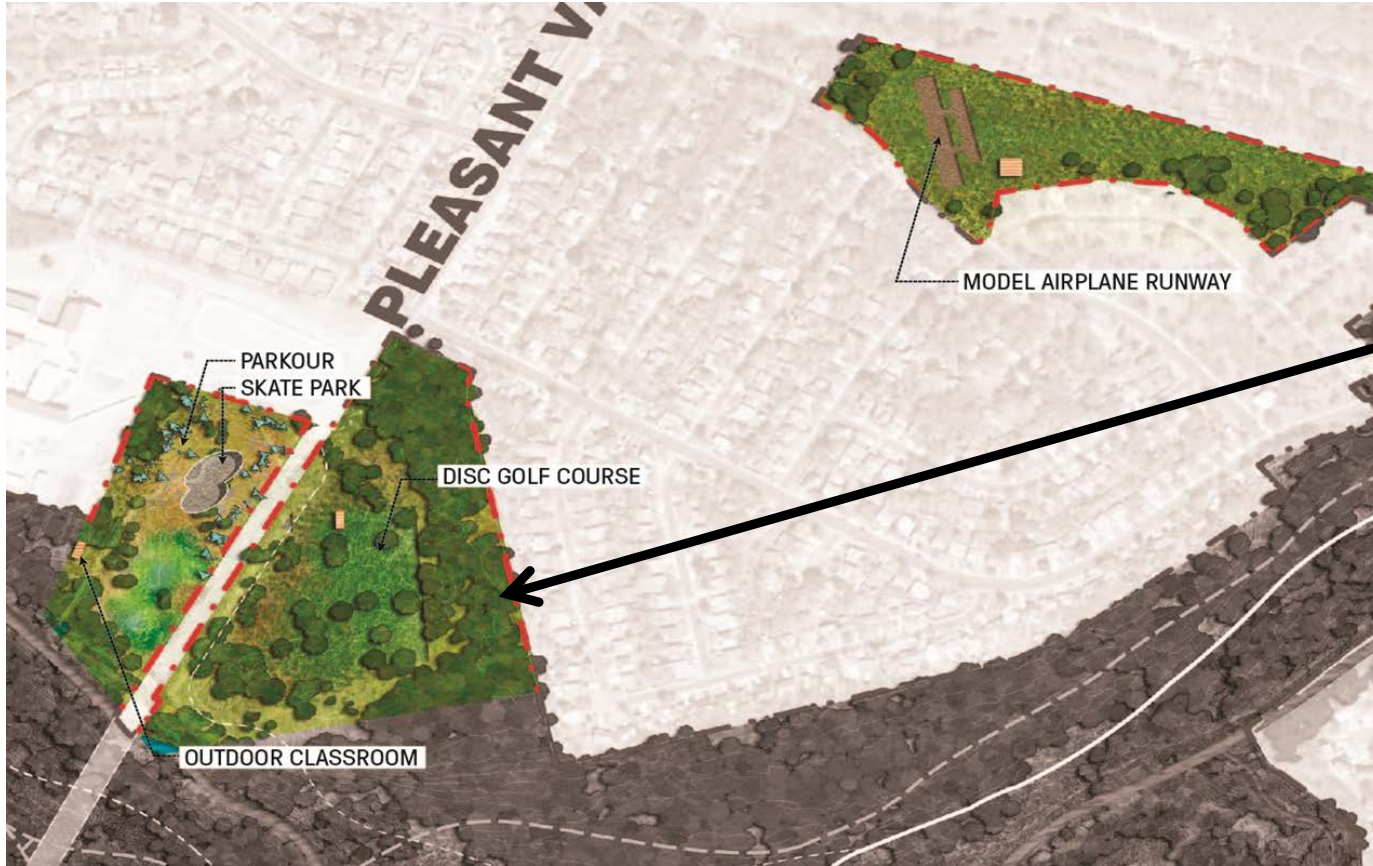 PLEASANT V
MODEL AIRPLANE RUNWAY
PARKOUR
SKATE PARK
DISC GOLF COURSE
OUTDOOR CLASSROOM